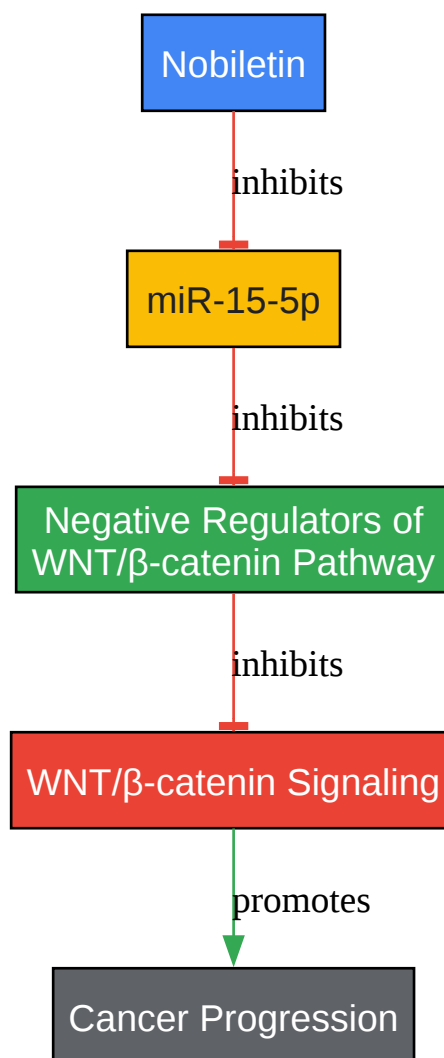 Nobiletin
inhibits
miR-15-5p
inhibits
Negative Regulators of
WNT/β-catenin Pathway
inhibits
WNT/β-catenin Signaling
promotes
Cancer Progression